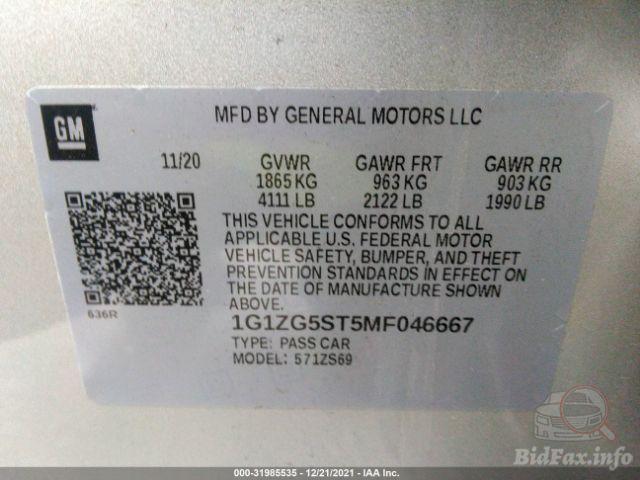 GM
MFD BY GENERAL MOTORS LLC
11/20 GVWR GAWR FRT GAWR RR
1865 KG 963 KG 903 KG
4111 LB 2122 LB 1990 LB
THIS VEHICLE CONFORMS TO ALL
APPLICABLE U.S. FEDERAL MOTOR
VEHICLE SAFETY, BUMPER, AND THEFT
PREVENTION STANDARDS IN EFFECT ON
THE DATE OF MANUFACTURE SHOWN
ABOVE.
636R
1G1ZG5ST5MF046667
TYPE: PASS CAR
MODEL: 571ZS69
BidFax.info
000-31985535 - 12/21/2021 - IAA Inc.